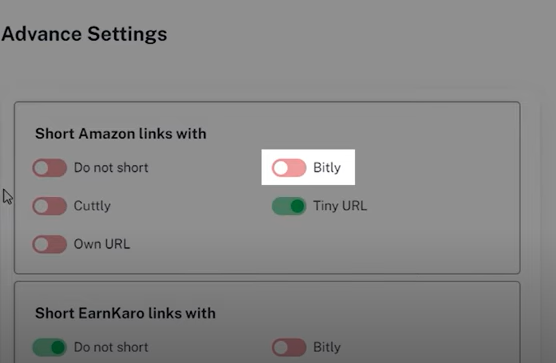 Advance Settings
Short Amazon links with
Do not short Bitly
Cuttly Tiny URL
Own URL
Short EarnKaro links with
Do not short Bitly